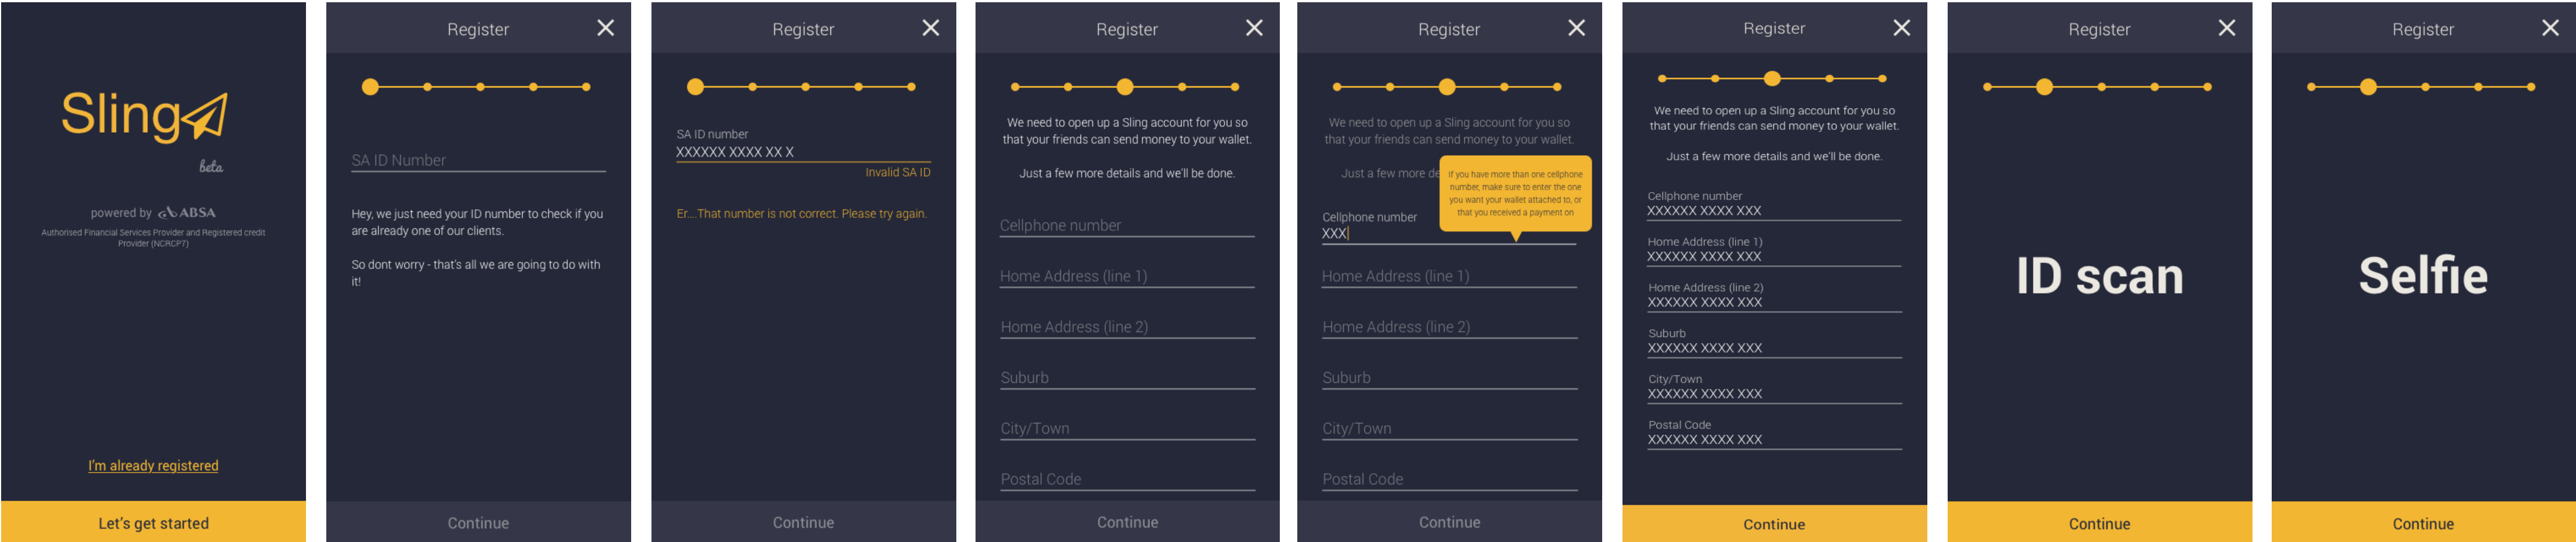 Sling
beta
powered by ABSA
Authorised Financial Services Provider and Registered credit
Provider (NCRCP7)
I'm already registered
Let's get started
Register
SA ID Number
Hey, we just need your ID number to check if you
are already one of our clients.
So dont worry - that's all we are going to do with
it!
Continue
Register
SA ID number
XXXXXX XXXX XX X
Invalid SA ID
Er....That number is not correct. Please try again.
Continue
Register
We need to open up a Sling account for you so
that your friends can send money to your wallet.
Just a few more details and we'll be done.
Cellphone number
Home Address (line 1)
Home Address (line 2)
Suburb
City/Town
Postal Code
Continue
Register
We need to open up a Sling account for you so
that your friends can send money to your wallet.
Just a few more de
If you have more than one cellphone
number, make sure to enter the one
you want your wallet attached to, or
that you received a payment on
Cellphone number
XXX
Home Address (line 1)
Home Address (line 2)
Suburb
City/Town
Postal Code
Continue
Register
We need to open up a Sling account for you so
that your friends can send money to your wallet.
Just a few more details and we'll be done.
Cellphone number
XXXXXX XXXX XXX
Home Address (line 1)
XXXXXX XXXX XXX
Home Address (line 2)
XXXXXX XXXX XXX
Suburb
XXXXXX XXXX XXX
City/Town
XXXXXX XXXX XXX
Postal Code
XXXXXX XXXX XXX
Continue
Register
ID scan
Continue
Register
Selfie
Continue